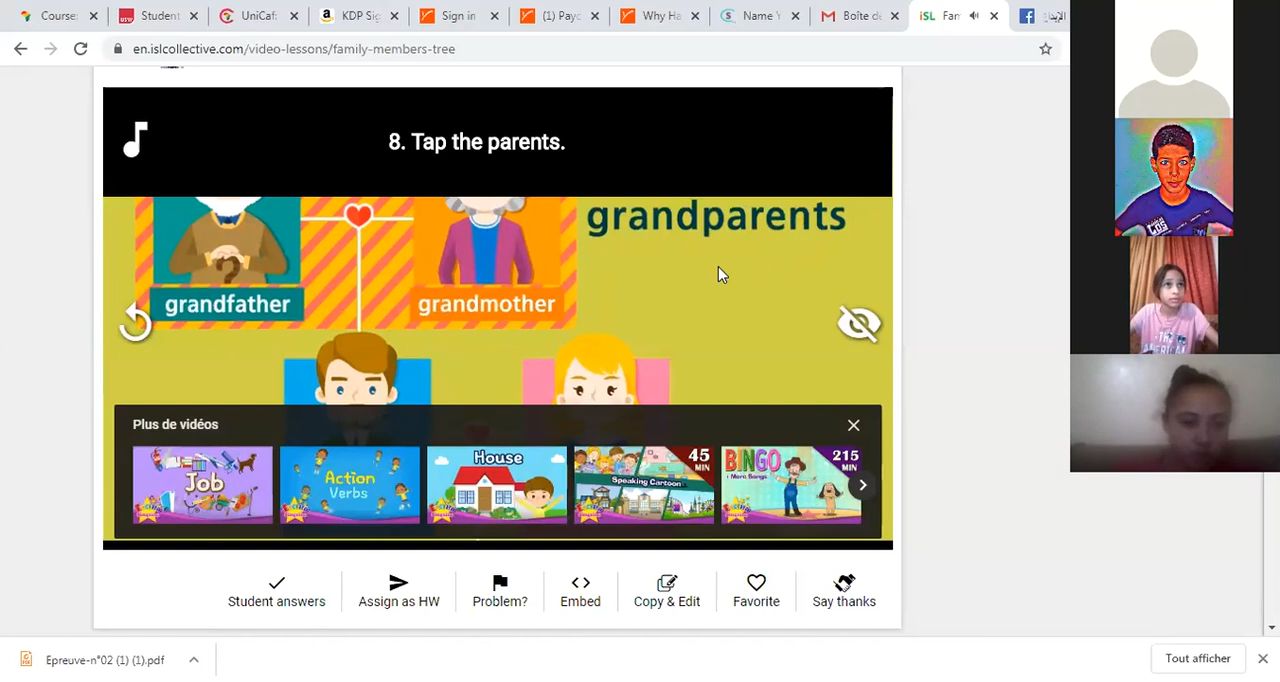 Course:
Student
UniCaf:
KDP Sig
Sign in
(1) Payo
Why Ha
Name Y
Boîte de
Fam
en.islcollective.com/video-lessons/family-members-tree
8. Tap the parents.
grandparents
grandfather
grandmother
Plus de vidéos
Job
Action
Verbs
House
45
MIN
Speaking Cartoon
BINGO
215
MIN
Student answers
Assign as HW
Problem?
Embed
Copy & Edit
Favorite
Say thanks
Epreuve-n°02 (1) (1).pdf
Tout afficher